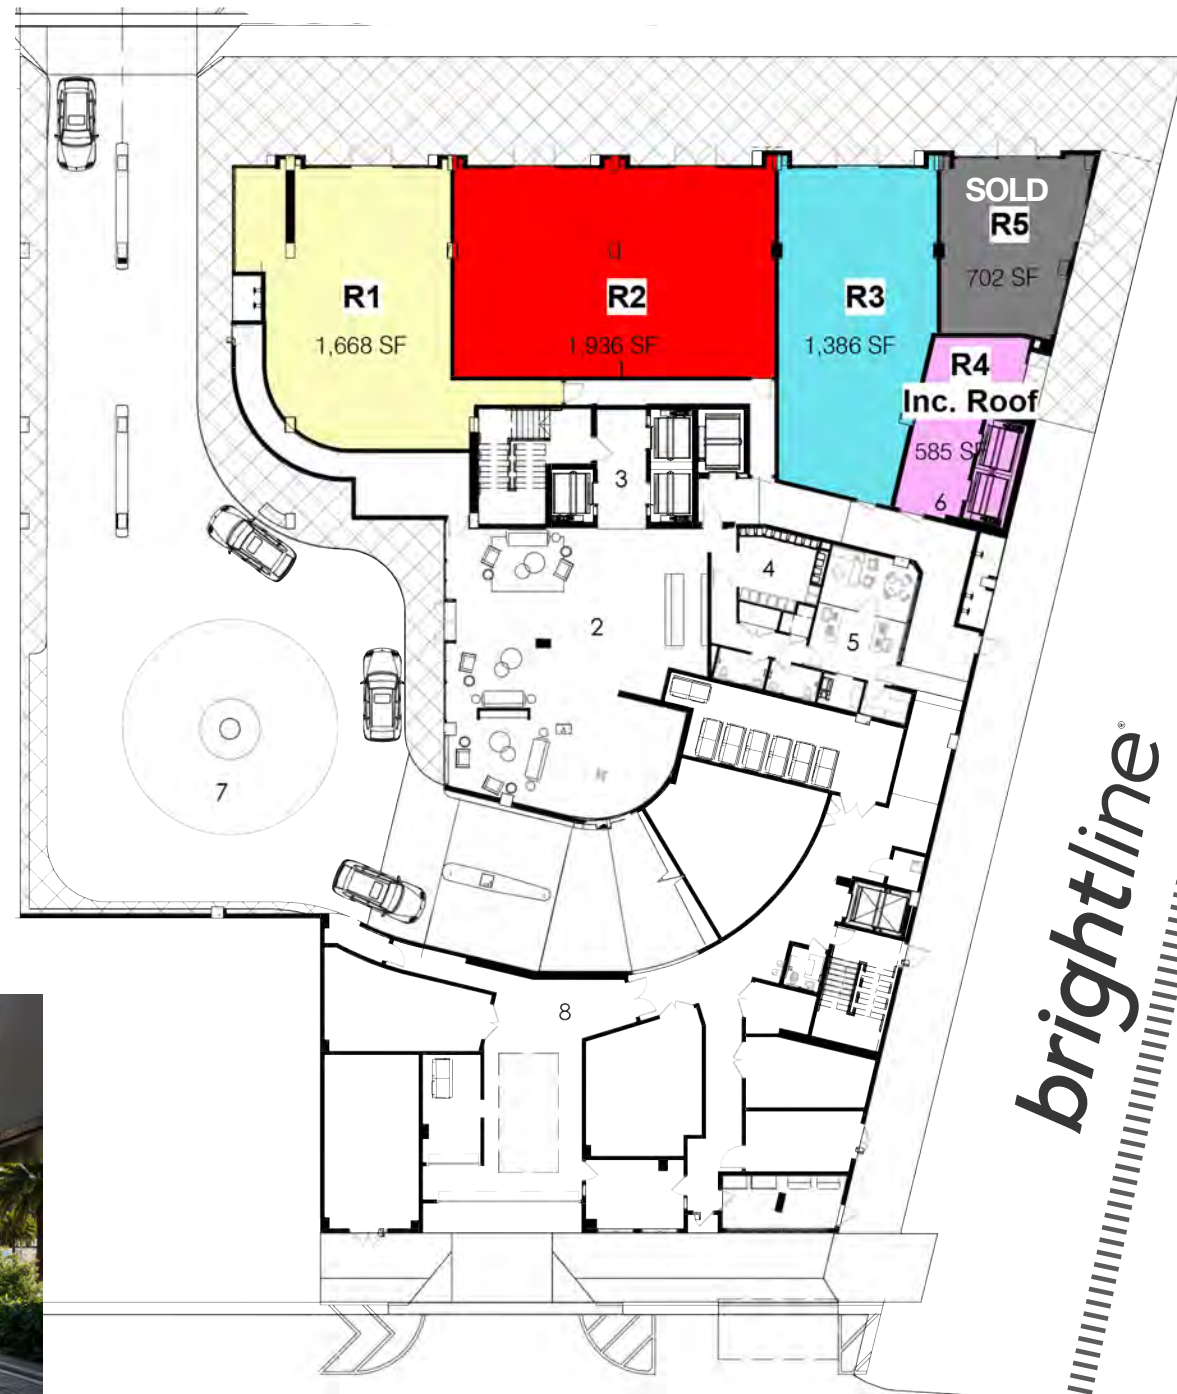 SOLD
R5
702 SF
R1
1,668 SF
R2
1,936 SF
R3
1,386 SF
R4
Inc. Roof
585 SF
6
3
4
2
5
7
8
brightline®